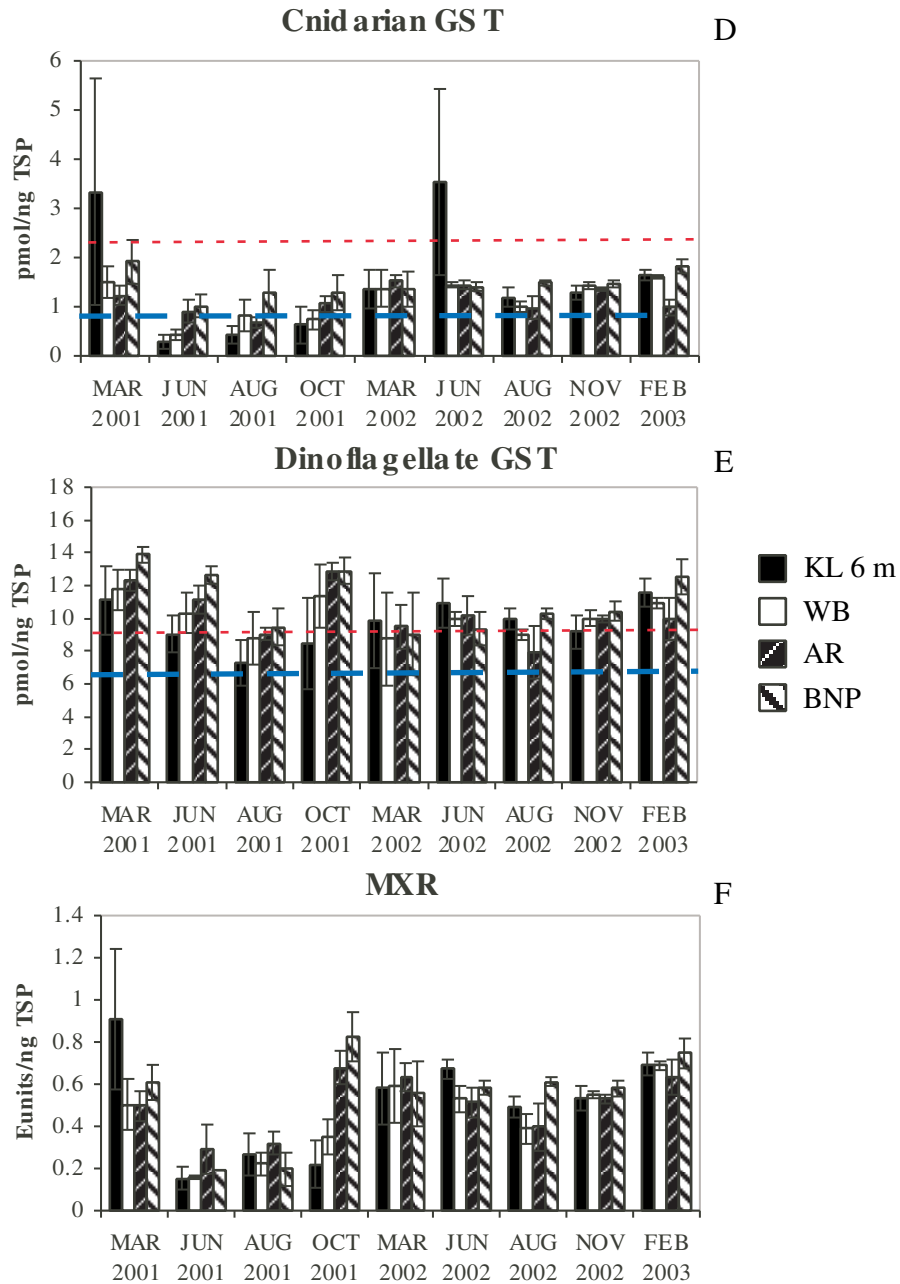 Cnidarian GST
D
pmol/ng TSP
6
5
4
3
2
1
0
MAR JUN AUG OCT MAR JUN AUG NOV FEB
2001 2001 2001 2001 2002 2002 2002 2002 2003
Dinoflagellate GST
E
pmol/ng TSP
18
16
14
12
10
8
6
4
2
0
MAR JUN AUG OCT MAR JUN AUG NOV FEB
2001 2001 2001 2001 2002 2002 2002 2002 2003
KL 6 m
WB
AR
BNP
MXR
F
Eunits/ng TSP
1.4
1.2
1
0.8
0.6
0.4
0.2
0
MAR JUN AUG OCT MAR JUN AUG NOV FEB
2001 2001 2001 2001 2002 2002 2002 2002 2003